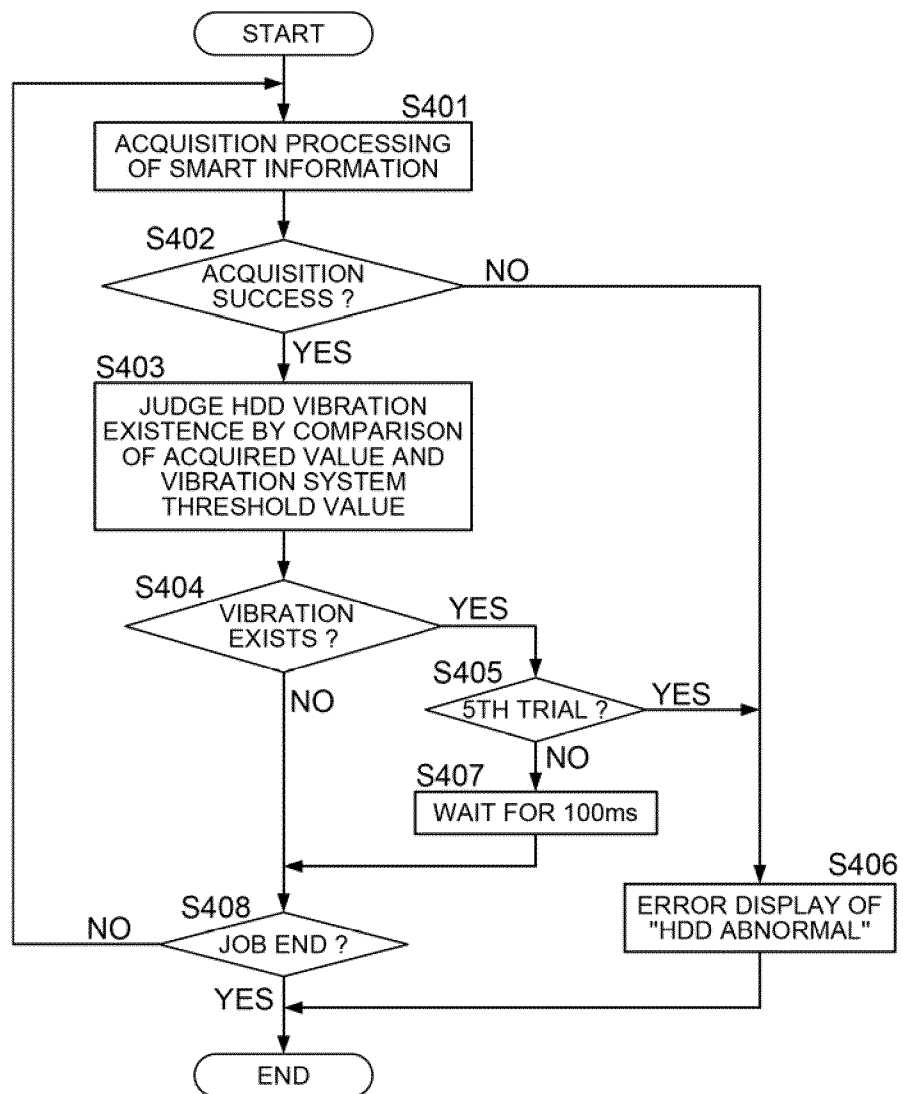 START
S401
ACQUISITION PROCESSING
OF SMART INFORMATION
S402
ACQUISITION
SUCCESS ?
NO
YES
S403
JUDGE HDD VIBRATION
EXISTENCE BY COMPARISON
OF ACQUIRED VALUE AND
VIBRATION SYSTEM
THRESHOLD VALUE
S404
VIBRATION
EXISTS ?
YES
NO
S405
5TH TRIAL ?
YES
NO
S407
WAIT FOR 100ms
S406
ERROR DISPLAY OF
"HDD ABNORMAL"
S408
JOB END ?
NO
YES
END